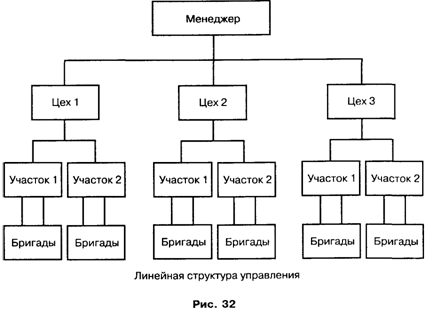 Менеджер
Цех 1 Цех 2 Цех 3
Участок 1 Участок 2 Участок 1 Участок 2 Участок 1 Участок 2
Бригады Бригады Бригады Бригады Бригады Бригады
Линейная структура управления
Рис. 32